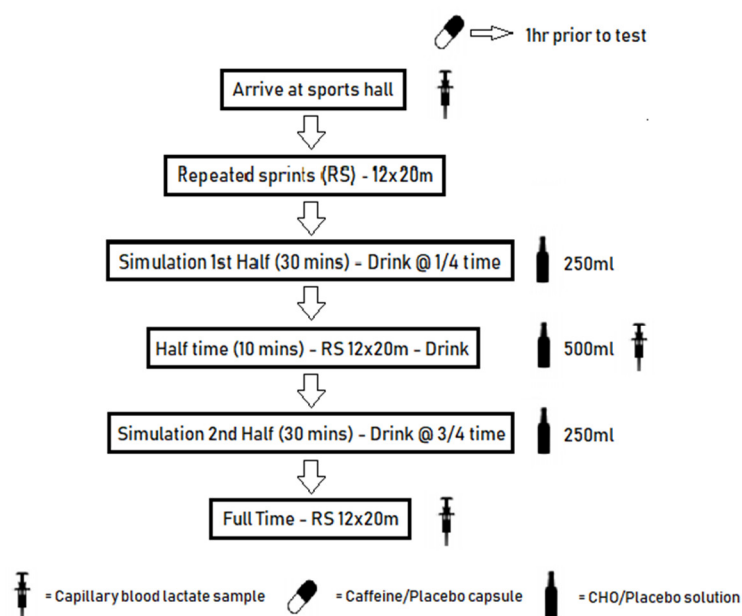 1hr prior to test
Arrive at sports hall
Repeated sprints (RS) - 12x20m
Simulation 1st Half (30 mins) - Drink @ 1/4 time
250ml
Half time (10 mins) - RS 12x20m - Drink
500ml
Simulation 2nd Half (30 mins) - Drink @ 3/4 time
250ml
Full Time - RS 12x20m
= Capillary blood lactate sample
= Caffeine/Placebo capsule
= CHO/Placebo solution